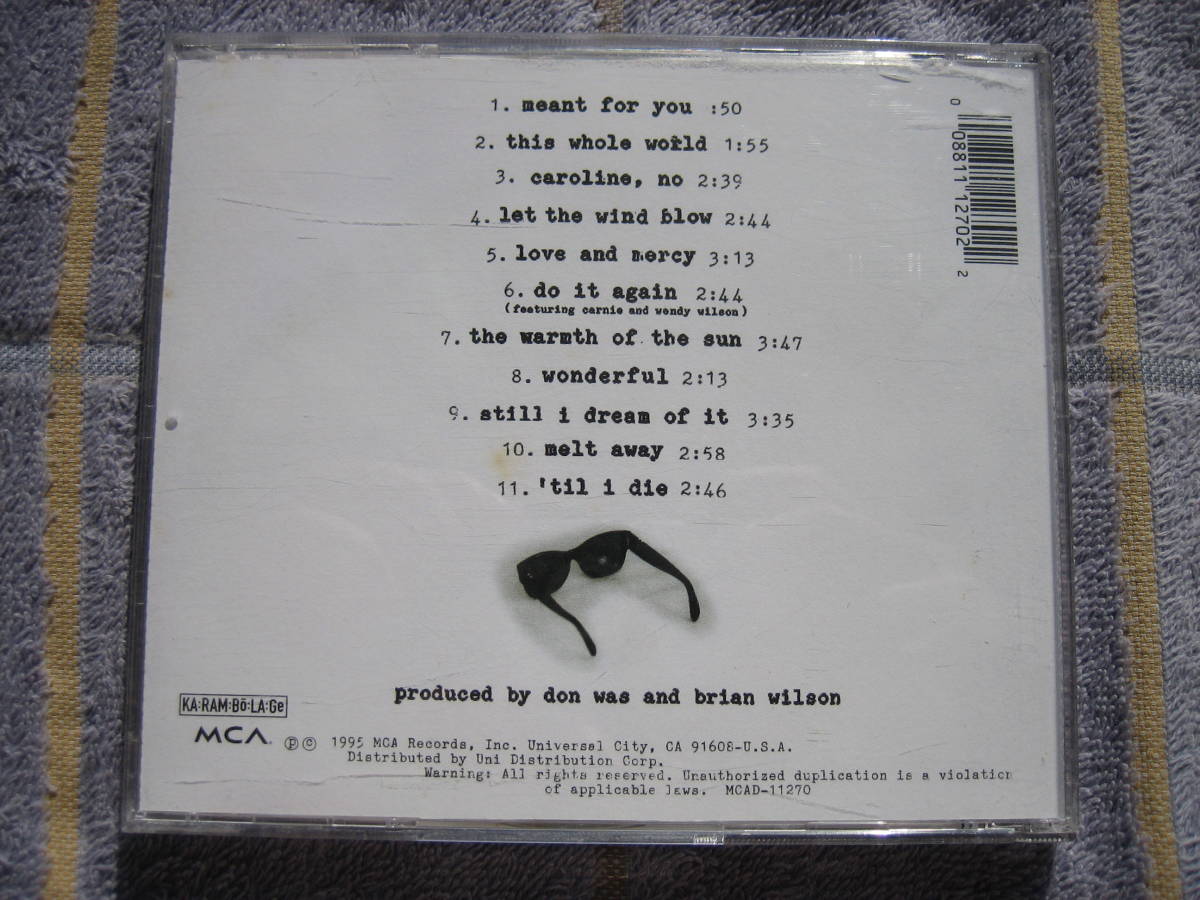 1. meant for you :50
2. this whole world 1:55
3. caroline, no 2:39
4. let the wind blow 2:44
5. love and mercy 3:13
6. do it again 2:44
(featuring carnie and wendy wilson)
7. the warmth of the sun 3:47
8. wonderful 2:13
9. still i dream of it 3:35
10. melt away 2:58
11. 'til i die 2:46
0 08811 12702 2
produced by don was and brian wilson
KA:RAM:Bō:LA:Ge
MCA
℗ © 1995 MCA Records, Inc. Universal City, CA 91608-U.S.A.
Distributed by Uni Distribution Corp.
Warning: All rights reserved. Unauthorized duplication is a violation
of applicable laws. MCAD-11270